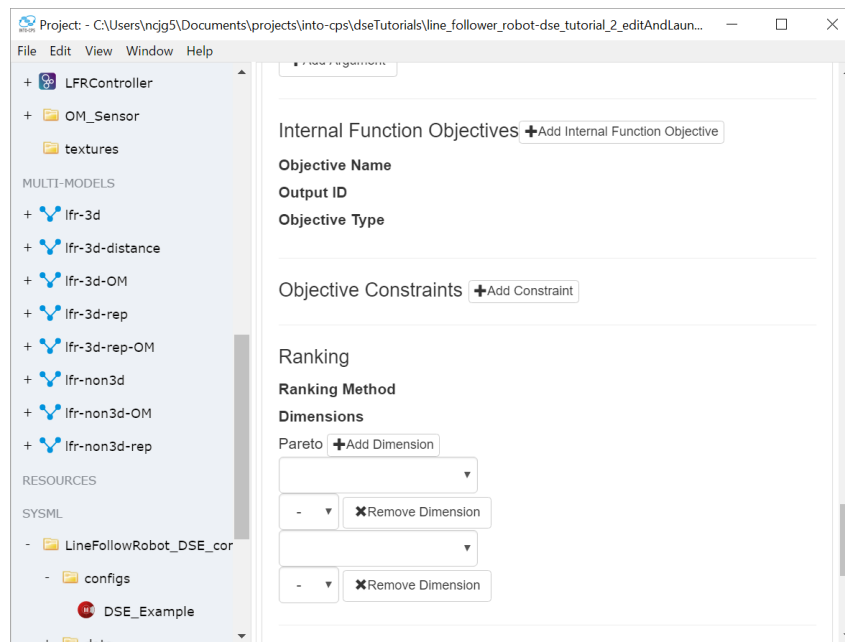 Project: - C:\Users\ncjg5\Documents\projects\into-cps\dseTutorials\line_follower_robot-dse_tutorial_2_editAndLaun...
File Edit View Window Help
+ LFRController
+ OM_Sensor
textures
MULTI-MODELS
+ lfr-3d
+ lfr-3d-distance
+ lfr-3d-OM
+ lfr-3d-rep
+ lfr-3d-rep-OM
+ lfr-non3d
+ lfr-non3d-OM
+ lfr-non3d-rep
RESOURCES
SYSML
- LineFollowRobot_DSE_cor
- configs
DSE_Example
Add Argument
Internal Function Objectives +Add Internal Function Objective
Objective Name
Output ID
Objective Type
Objective Constraints +Add Constraint
Ranking
Ranking Method
Dimensions
Pareto +Add Dimension
- ▼ ✖Remove Dimension
- ▼ ✖Remove Dimension